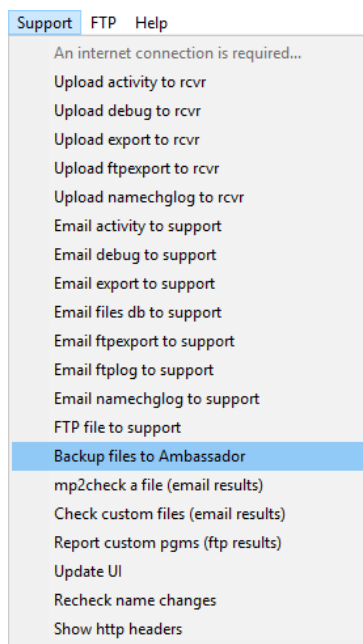 Support FTP Help
An internet connection is required...
Upload activity to rcvr
Upload debug to rcvr
Upload export to rcvr
Upload ftpexport to rcvr
Upload namechglog to rcvr
Email activity to support
Email debug to support
Email export to support
Email files db to support
Email ftpexport to support
Email ftplog to support
Email namechglog to support
FTP file to support
Backup files to Ambassador
mp2check a file (email results)
Check custom files (email results)
Report custom pgms (ftp results)
Update UI
Recheck name changes
Show http headers